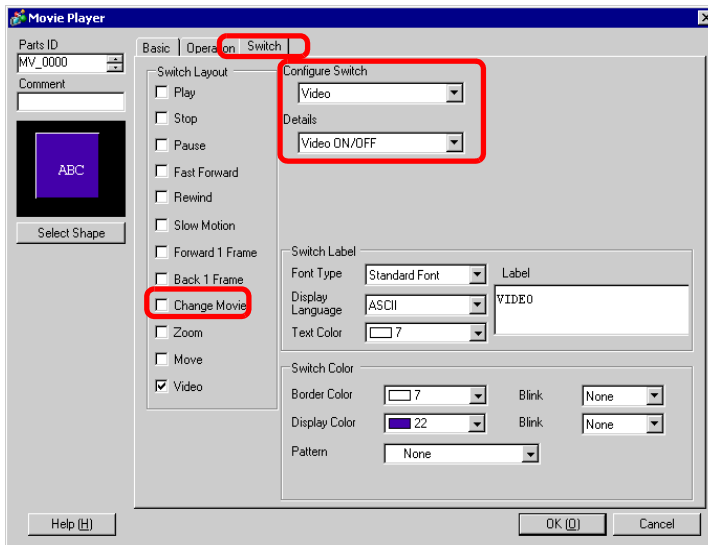 Movie Player
Parts ID
MV_0000
Comment
ABC
Select Shape
Basic Operation Switch
Switch Layout
Play
Stop
Pause
Fast Forward
Rewind
Slow Motion
Forward 1 Frame
Back 1 Frame
Change Movie
Zoom
Move
Video
Configure Switch
Video
Details
Video ON/OFF
Switch Label
Font Type Standard Font Label
Display Language ASCII VIDEO
Text Color 7
Switch Color
Border Color 7 Blink None
Display Color 22 Blink None
Pattern None
Help (H) OK (O) Cancel